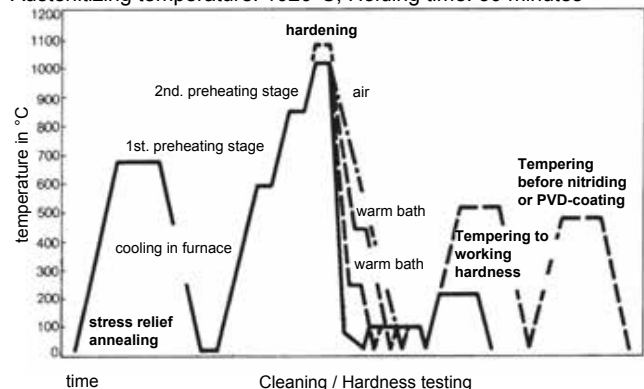 Austenitizing temperature: 1020°C, Holding time: 30 minutes
1200
1100
1000
900
800
700
600
500
400
300
200
100
0
temperature in °C
hardening
2nd. preheating stage
air
1st. preheating stage
Tempering
before nitriding
or PVD-coating
warm bath
Tempering to
working
hardness
cooling in furnace
warm bath
stress relief
annealing
time
Cleaning / Hardness testing